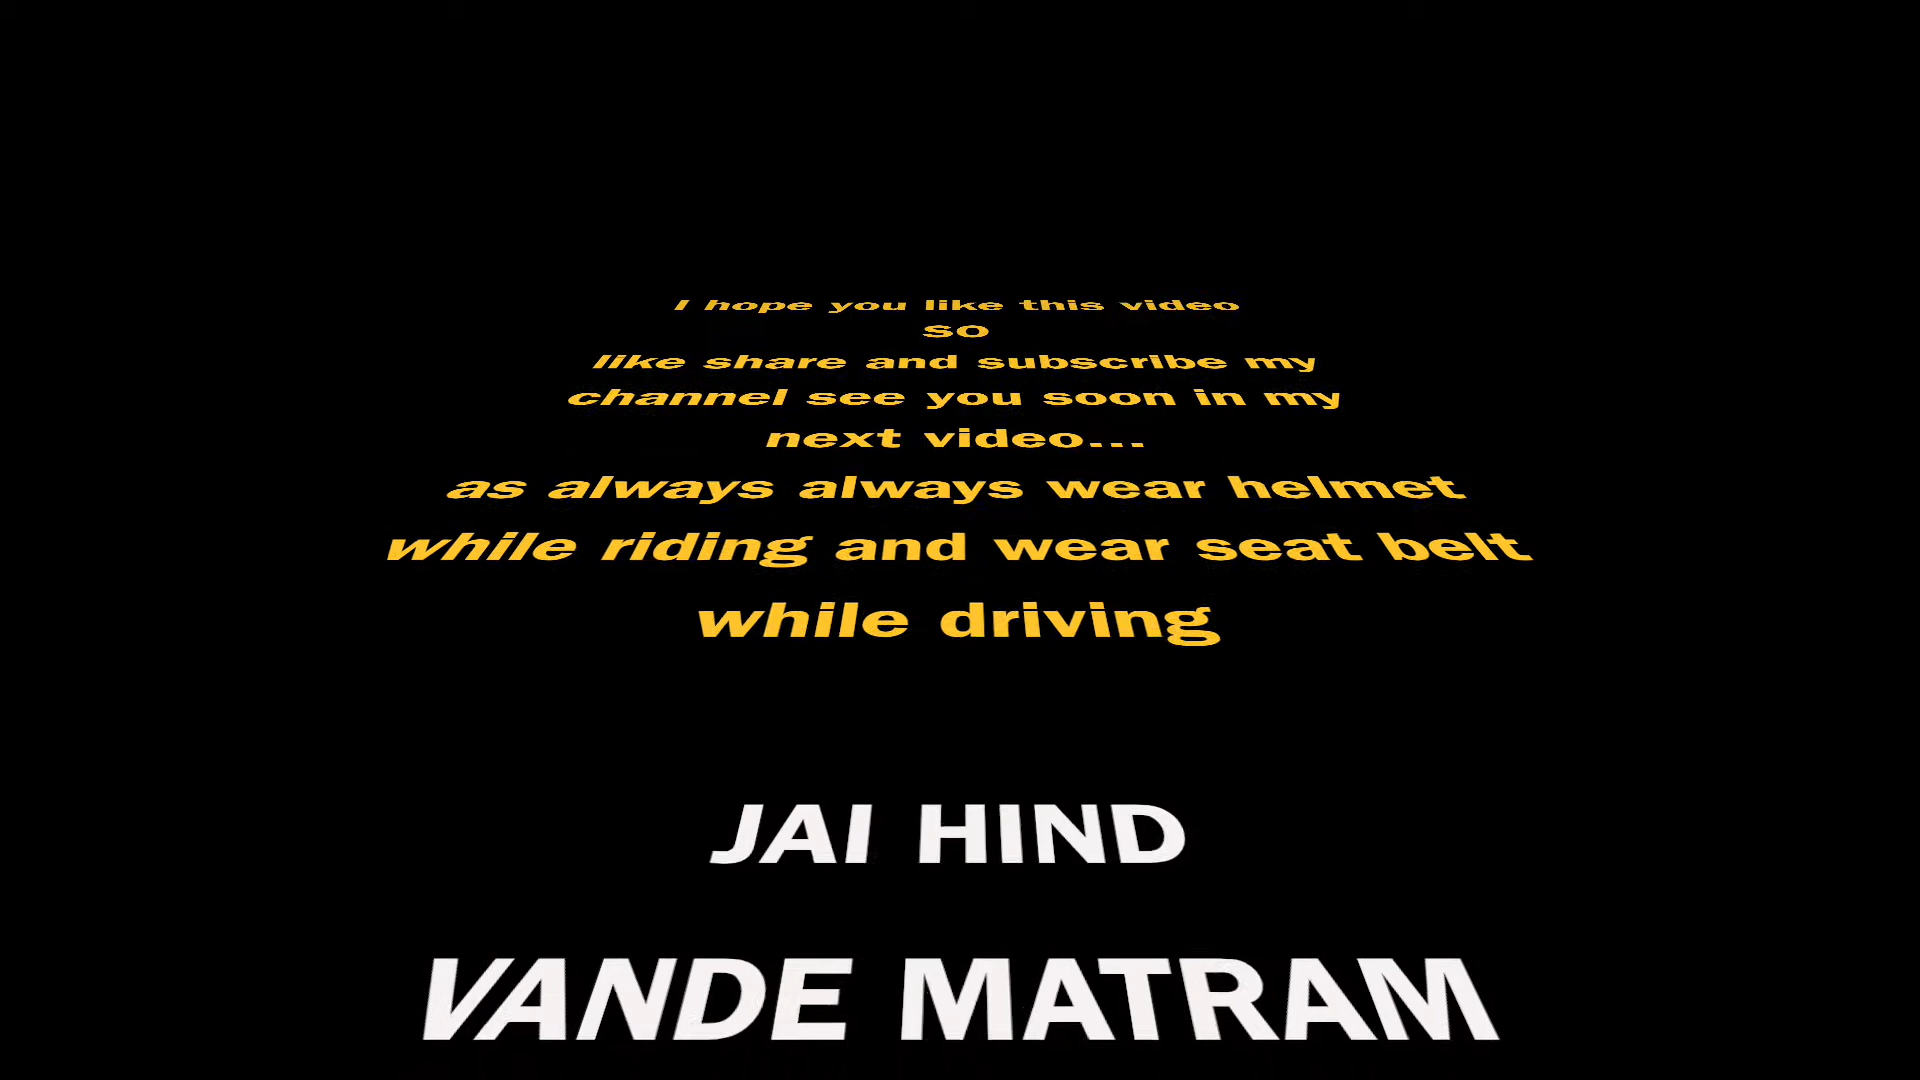 I hope you like this video
so
like share and subscribe my
channel see you soon in my
next video...
as always always wear helmet
while riding and wear seat belt
while driving
JAI HIND
VANDE MATRAM